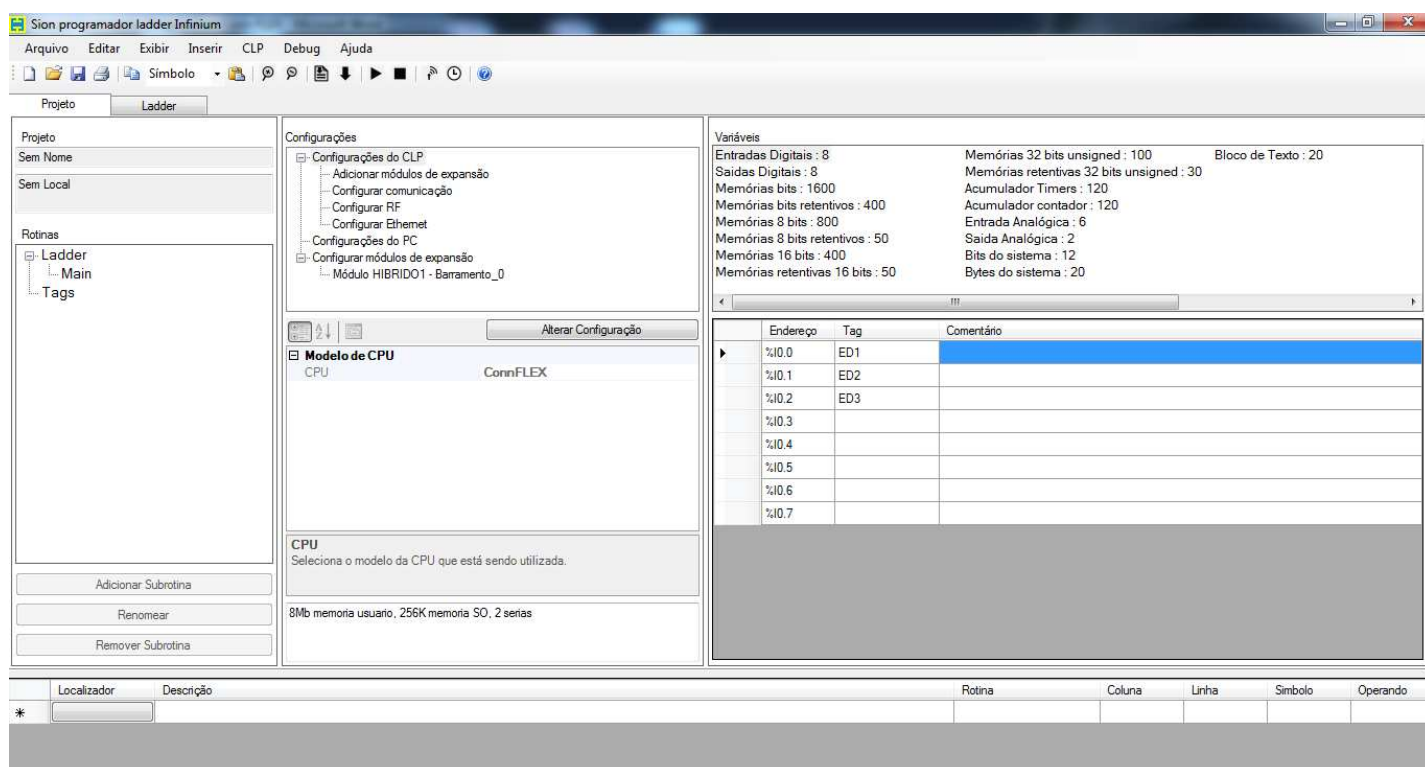 Sion programador ladder Infinium
Arquivo Editar Exibir Inserir CLP Debug Ajuda
Símbolo
Projeto Ladder
Projeto
Sem Nome
Sem Local
Rotinas
Ladder
Main
Tags
Adicionar Subrotina
Renomear
Remover Subrotina
Configurações
Configurações do CLP
Adicionar módulos de expansão
Configurar comunicação
Configurar RF
Configurar Ethernet
Configurações do PC
Configurar módulos de expansão
Módulo HIBRIDO1 - Barramento_0
Alterar Configuração
Modelo de CPU
CPU ConnFLEX
CPU
Seleciona o modelo da CPU que está sendo utilizada.
8Mb memoria usuario, 256K memoria SO, 2 serias
Variáveis
Entradas Digitais : 8
Saidas Digitais : 8
Memórias bits : 1600
Memórias bits retentivos : 400
Memórias 8 bits : 800
Memórias 8 bits retentivos : 50
Memórias 16 bits : 400
Memórias retentivas 16 bits : 50
Memórias 32 bits unsigned : 100
Memórias retentivas 32 bits unsigned : 30
Acumulador Timers : 120
Acumulador contador : 120
Entrada Analógica : 6
Saida Analógica : 2
Bits do sistema : 12
Bytes do sistema : 20
Bloco de Texto : 20
Endereço Tag Comentário
%I0.0 ED1
%I0.1 ED2
%I0.2 ED3
%I0.3
%I0.4
%I0.5
%I0.6
%I0.7
Localizador Descrição Rotina Coluna Linha Simbolo Operando